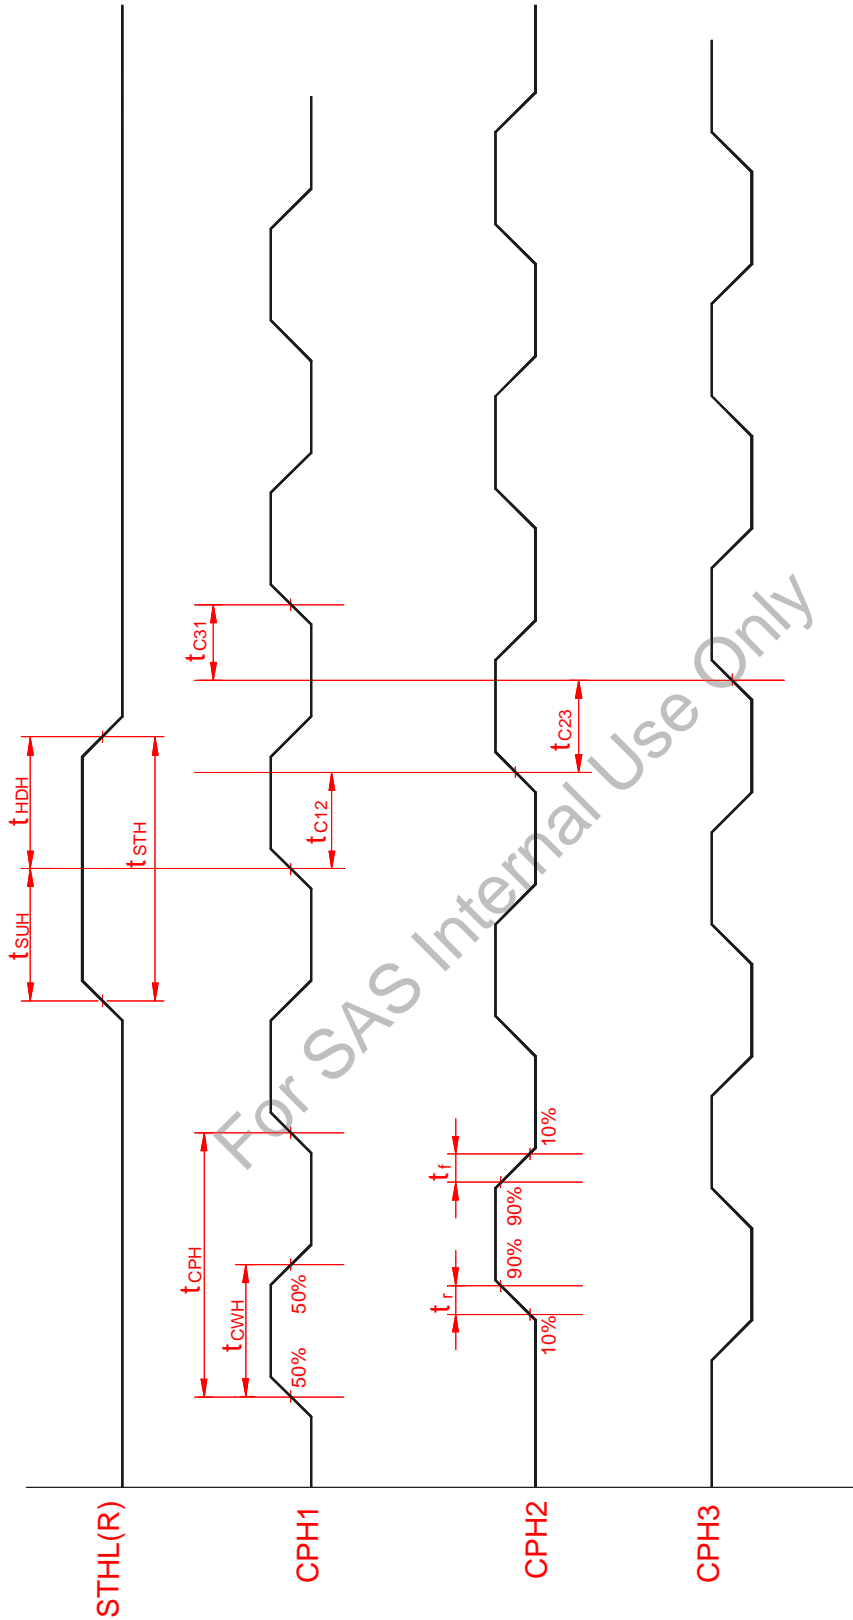 STHL(R)
tSUH
tHDH
tSTH
CPH1
tCPH
tCWH
50%
50%
tC12
tC31
CPH2
tr
tf
10%
90%
90%
10%
tC23
CPH3
For SAS Internal Use Only